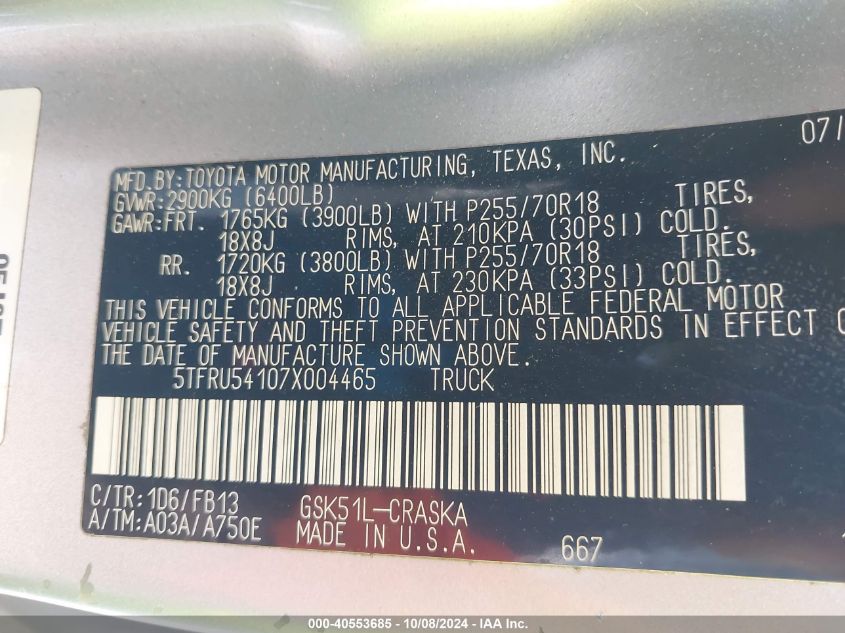 07/
MFD. BY: TOYOTA MOTOR MANUFACTURING, TEXAS, INC.
GVWR: 2900KG (6400LB)
GAWR: FRT. 1765KG (3900LB) WITH P255/70R18 TIRES,
18X8J RIMS, AT 210KPA (30PSI) COLD.
RR. 1720KG (3800LB) WITH P255/70R18 TIRES,
18X8J RIMS, AT 230KPA (33PSI) COLD.
THIS VEHICLE CONFORMS TO ALL APPLICABLE FEDERAL MOTOR
VEHICLE SAFETY AND THEFT PREVENTION STANDARDS IN EFFECT
THE DATE OF MANUFACTURE SHOWN ABOVE.
5TFRU54107X004465 TRUCK
C/TR: 1D6/FB13 GSK51L-CRASKA
A/TM: A03A/A750E MADE IN U.S.A. 667
000-40553685 - 10/08/2024 - IAA Inc.